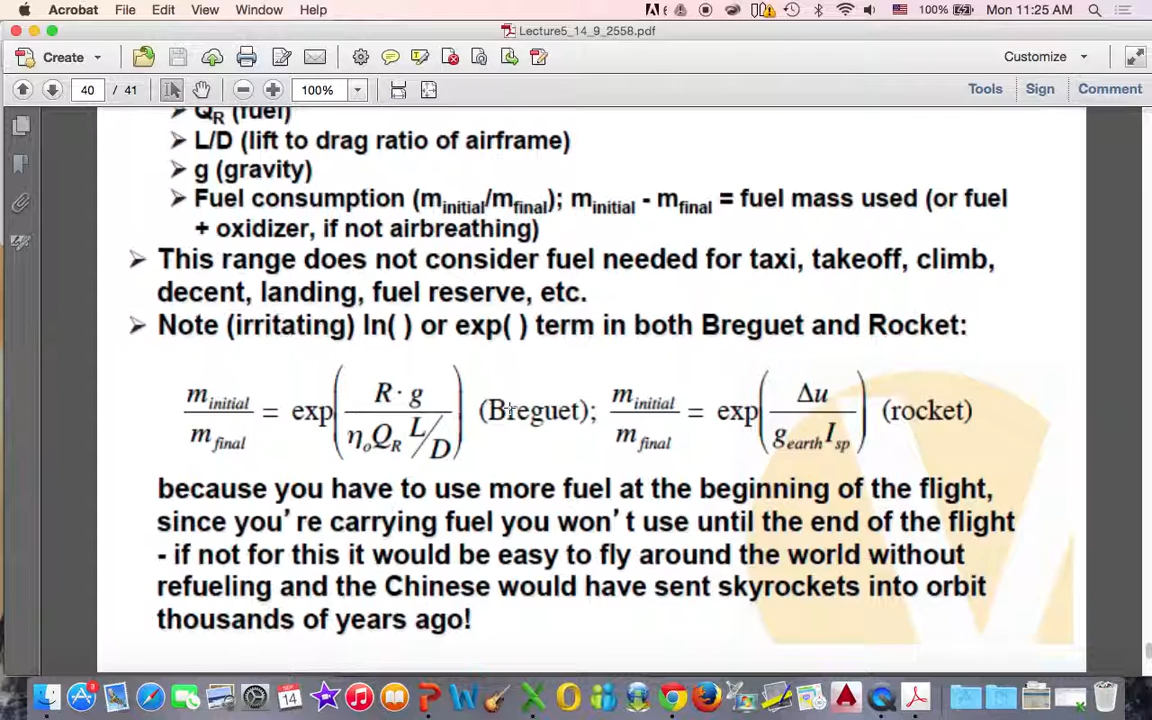 Acrobat File Edit View Window Help 100% Mon 11:25 AM
Lecture5_14_9_2558.pdf
Create Customize
40 / 41 100% Tools Sign Comment
➢ Q_R (fuel)
➢ L/D (lift to drag ratio of airframe)
➢ g (gravity)
➢ Fuel consumption (m_initial/m_final); m_initial - m_final = fuel mass used (or fuel
+ oxidizer, if not airbreathing)
➢ This range does not consider fuel needed for taxi, takeoff, climb,
decent, landing, fuel reserve, etc.
➢ Note (irritating) ln( ) or exp( ) term in both Breguet and Rocket:
m_initial / m_final = exp( R · g / η_o Q_R L/D ) (Breguet); m_initial / m_final = exp( Δu / g_earth I_sp ) (rocket)
because you have to use more fuel at the beginning of the flight,
since you're carrying fuel you won't use until the end of the flight
- if not for this it would be easy to fly around the world without
refueling and the Chinese would have sent skyrockets into orbit
thousands of years ago!
SEP
14